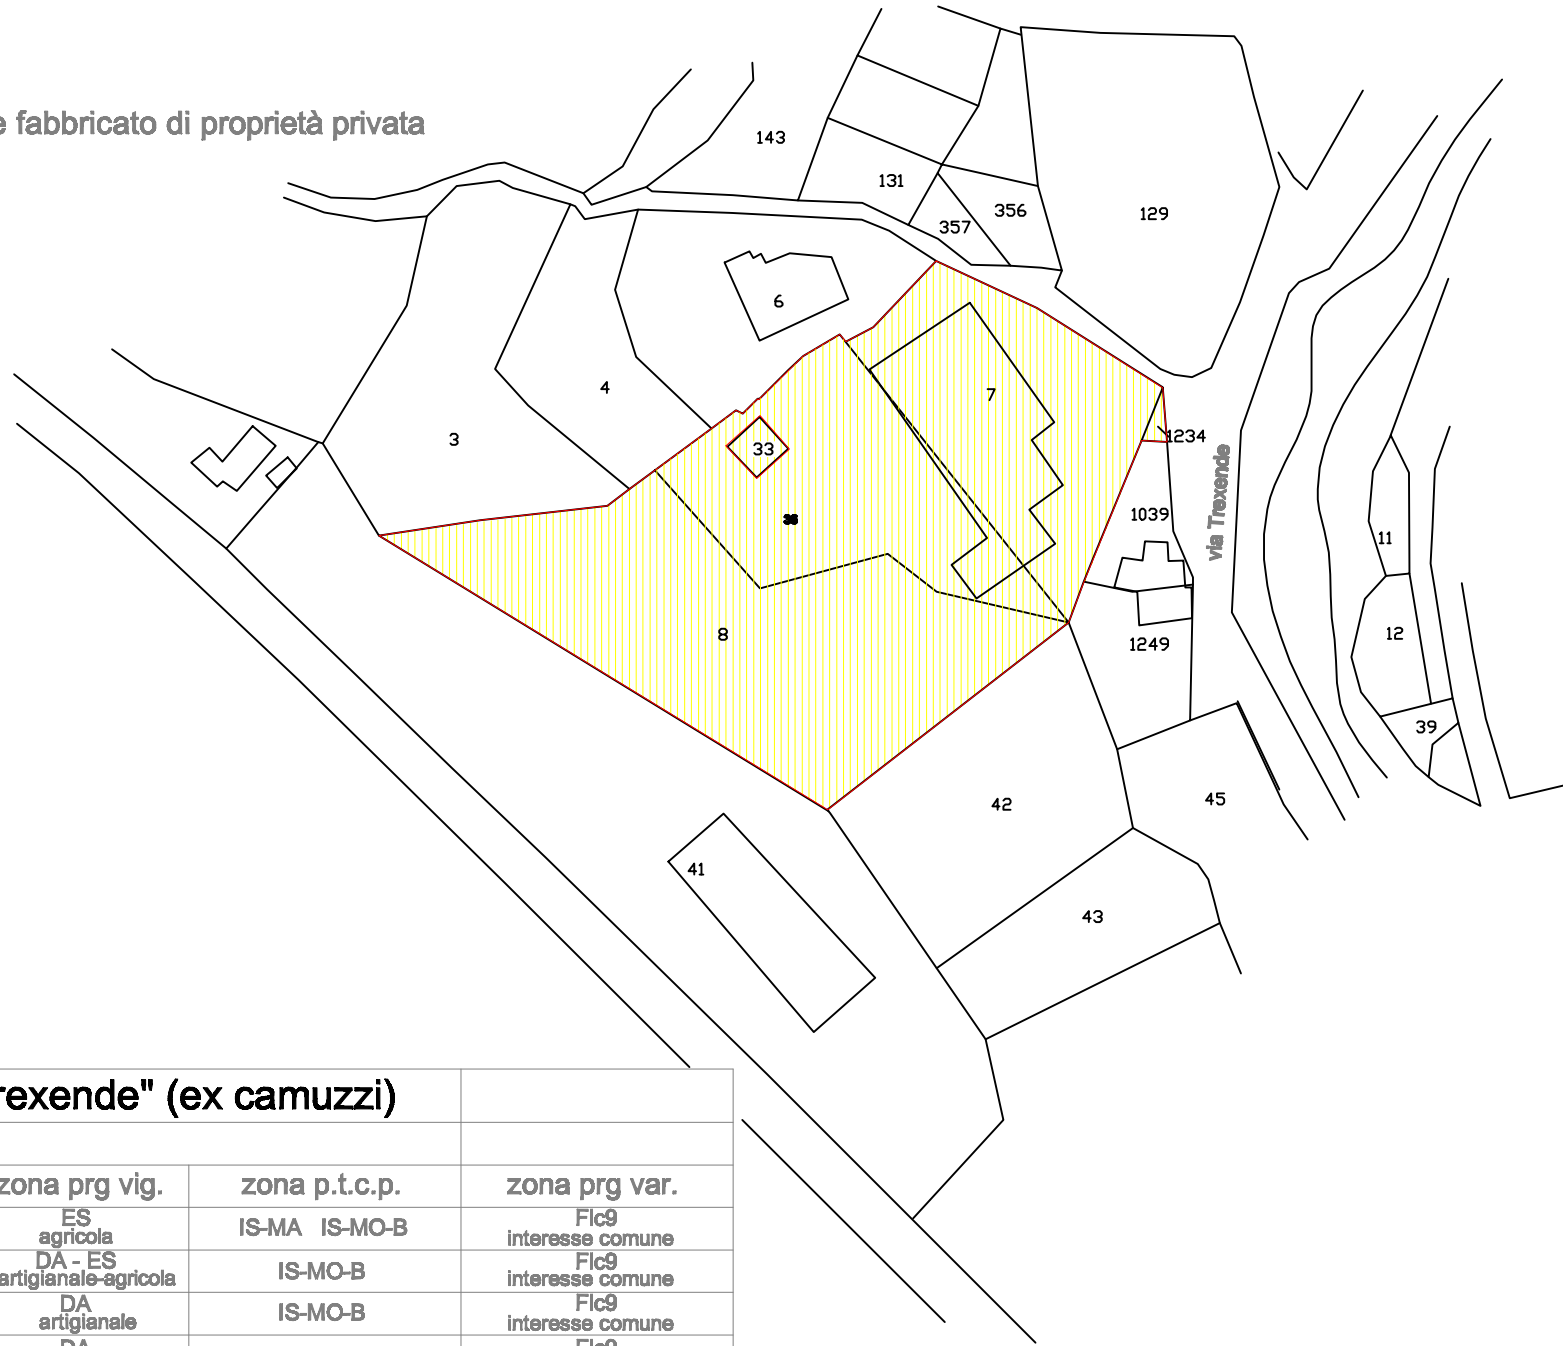 e fabbricato di proprietà privata
143
131
357
356
129
6
4
3
7
33
1234
via Trexende
1039
11
8
12
1249
39
42
45
41
43
rexende" (ex camuzzi)
zona prg vig. zona p.t.c.p. zona prg var.
ES IS-MA IS-MO-B FIc9
agricola interesse comune
DA - ES IS-MO-B FIc9
artigianale-agricola interesse comune
DA IS-MO-B FIc9
artigianale interesse comune
DA FIc9